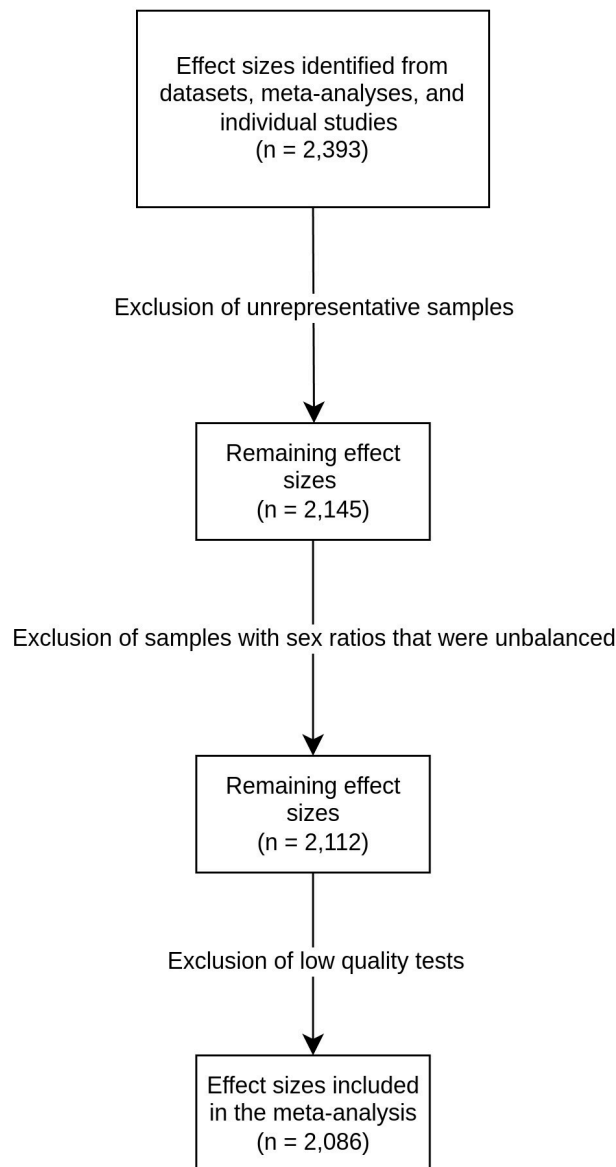 Effect sizes identified from
datasets, meta-analyses, and
individual studies
(n = 2,393)
Exclusion of unrepresentative samples
Remaining effect
sizes
(n = 2,145)
Exclusion of samples with sex ratios that were unbalanced
Remaining effect
sizes
(n = 2,112)
Exclusion of low quality tests
Effect sizes included
in the meta-analysis
(n = 2,086)